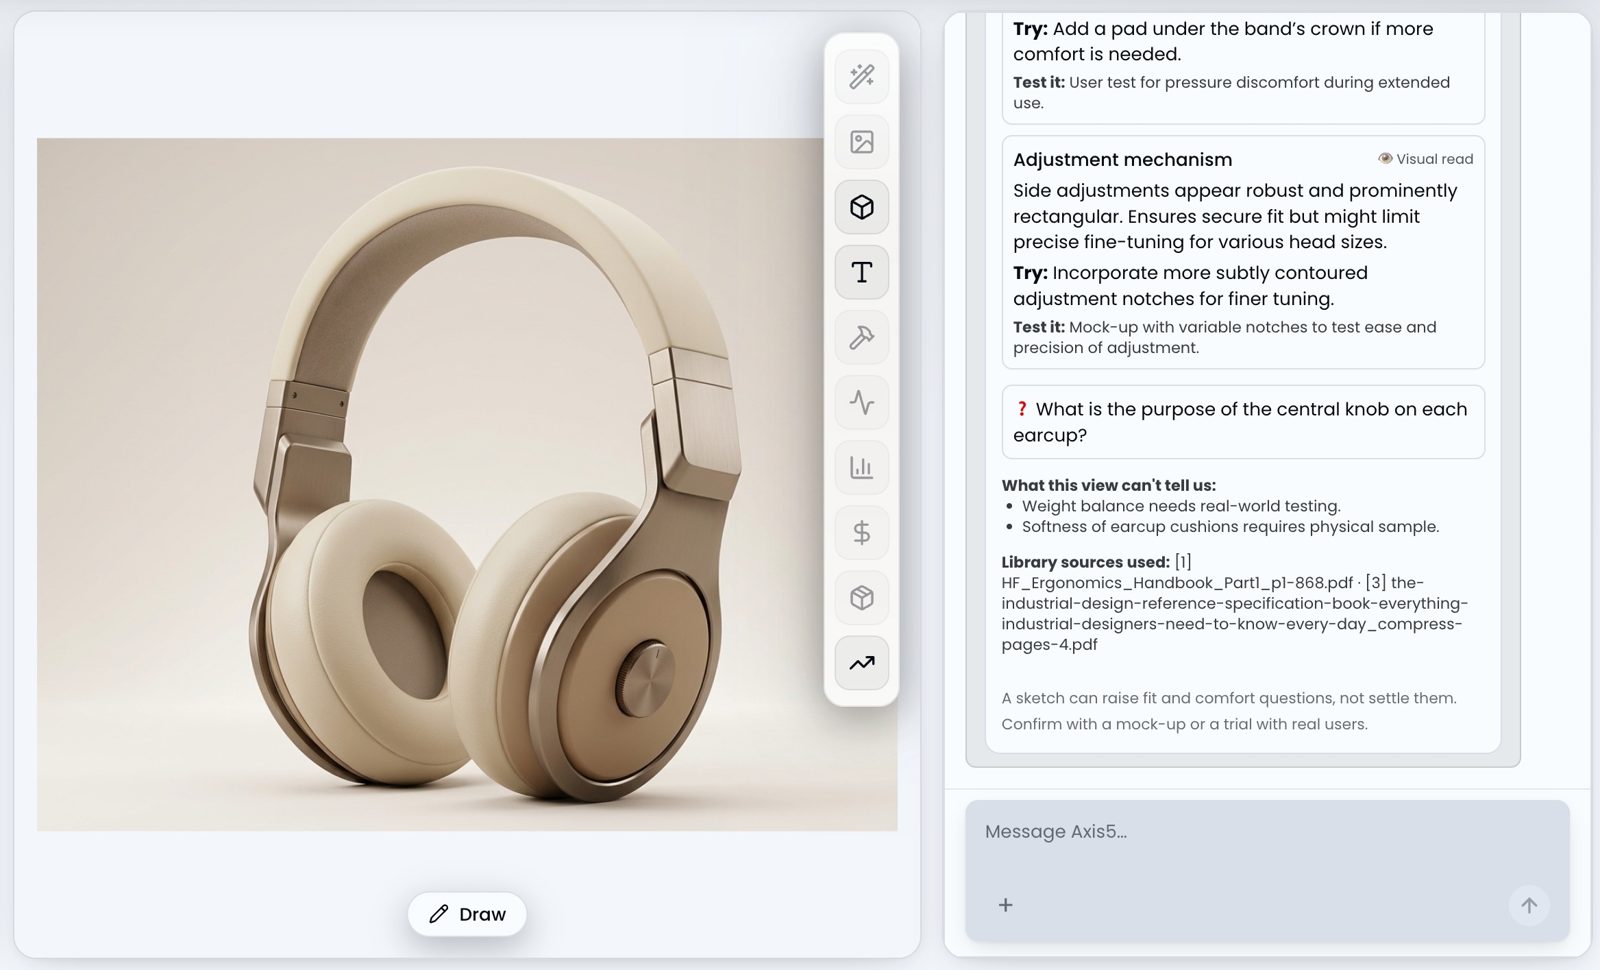 Try: Add a pad under the band’s crown if more
comfort is needed.
Test it: User test for pressure discomfort during extended
use.
Adjustment mechanism
👁 Visual read
Side adjustments appear robust and prominently
rectangular. Ensures secure fit but might limit
precise fine-tuning for various head sizes.
Try: Incorporate more subtly contoured
adjustment notches for finer tuning.
Test it: Mock-up with variable notches to test ease and
precision of adjustment.
❓ What is the purpose of the central knob on each
earcup?
What this view can't tell us:
• Weight balance needs real-world testing.
• Softness of earcup cushions requires physical sample.
Library sources used: [1]
HF_Ergonomics_Handbook_Part1_p1-868.pdf · [3] the-
industrial-design-reference-specification-book-everything-
industrial-designers-need-to-know-every-day_compress-
pages-4.pdf
A sketch can raise fit and comfort questions, not settle them.
Confirm with a mock-up or a trial with real users.
Message Axis5...
Draw